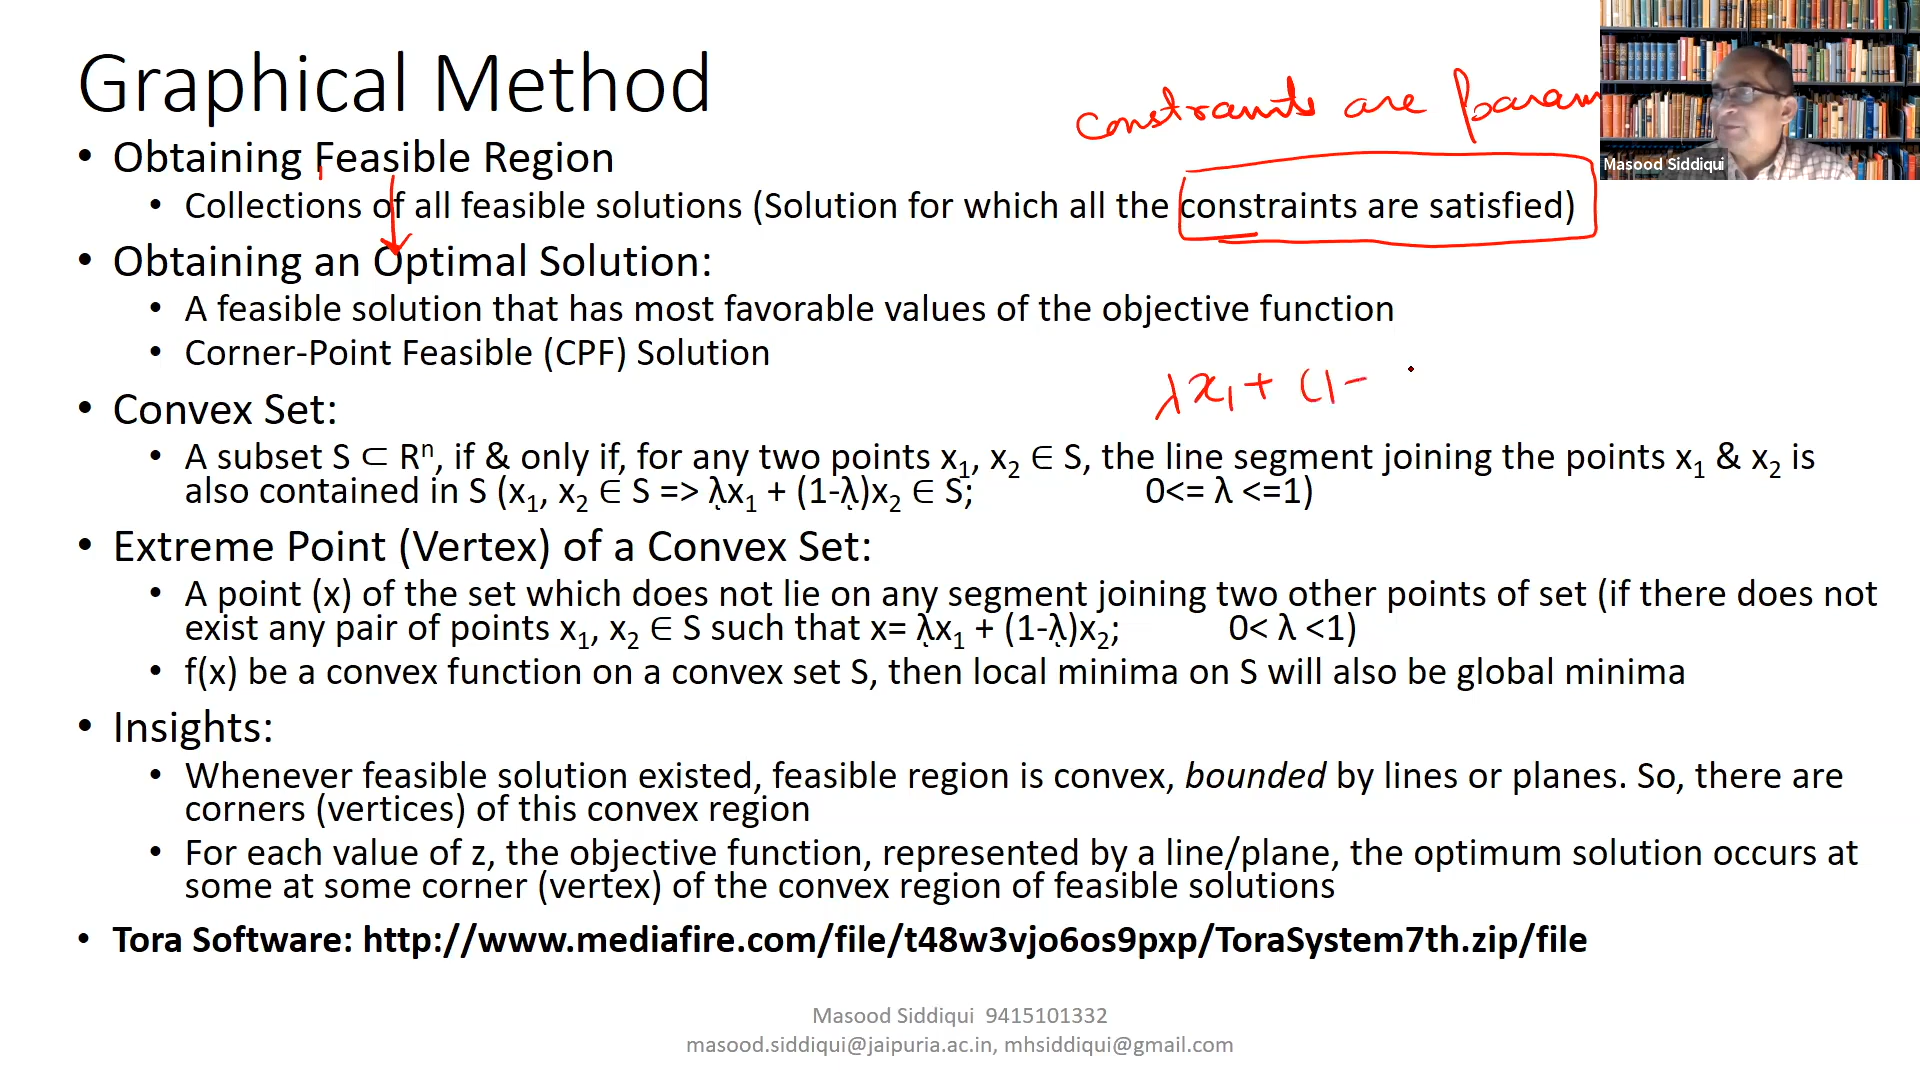 Graphical Method
constraints are param
Masood Siddiqui
• Obtaining Feasible Region
• Collections of all feasible solutions (Solution for which all the constraints are satisfied)
• Obtaining an Optimal Solution:
• A feasible solution that has most favorable values of the objective function
• Corner-Point Feasible (CPF) Solution
λx₁ + (1-
• Convex Set:
• A subset S ⊂ Rⁿ, if & only if, for any two points x₁, x₂ ∈ S, the line segment joining the points x₁ & x₂ is
also contained in S (x₁, x₂ ∈ S => λx₁ + (1-λ)x₂ ∈ S; 0<= λ <=1)
• Extreme Point (Vertex) of a Convex Set:
• A point (x) of the set which does not lie on any segment joining two other points of set (if there does not
exist any pair of points x₁, x₂ ∈ S such that x= λx₁ + (1-λ)x₂; 0< λ <1)
• f(x) be a convex function on a convex set S, then local minima on S will also be global minima
• Insights:
• Whenever feasible solution existed, feasible region is convex, bounded by lines or planes. So, there are
corners (vertices) of this convex region
• For each value of z, the objective function, represented by a line/plane, the optimum solution occurs at
some at some corner (vertex) of the convex region of feasible solutions
• Tora Software: http://www.mediafire.com/file/t48w3vjo6os9pxp/ToraSystem7th.zip/file
Masood Siddiqui 9415101332
masood.siddiqui@jaipuria.ac.in, mhsiddiqui@gmail.com